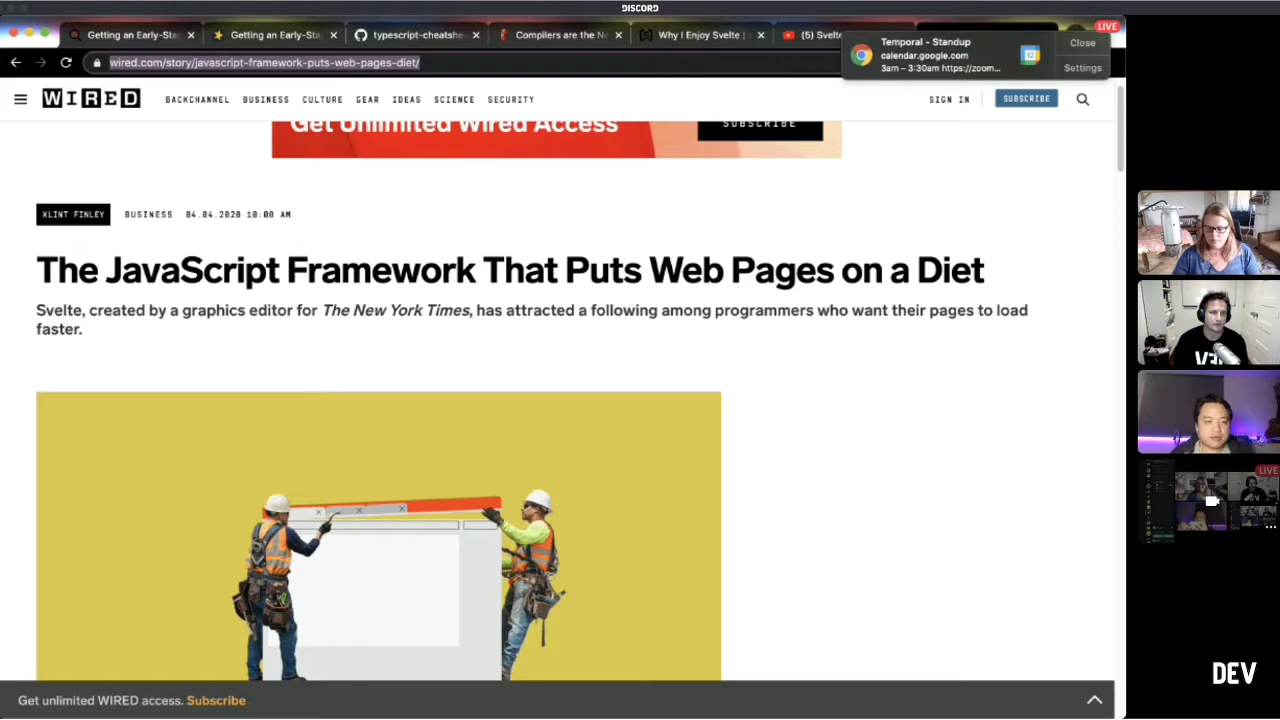 DISCORD
Getting an Early-Sta
Getting an Early-Sta
typescript-cheatshe
Compilers are the Ne
Why I Enjoy Svelte |
(5) Svelte
LIVE
wired.com/story/javascript-framework-puts-web-pages-diet/
Temporal - Standup
calendar.google.com
3am – 3:30am https://zoom...
Close
Settings
WIRED
BACKCHANNEL BUSINESS CULTURE GEAR IDEAS SCIENCE SECURITY
SIGN IN
SUBSCRIBE
Get Unlimited Wired Access
SUBSCRIBE
KLINT FINLEY BUSINESS 04.04.2020 10:00 AM
The JavaScript Framework That Puts Web Pages on a Diet
Svelte, created by a graphics editor for The New York Times, has attracted a following among programmers who want their pages to load
faster.
LIVE
DEV
Get unlimited WIRED access. Subscribe